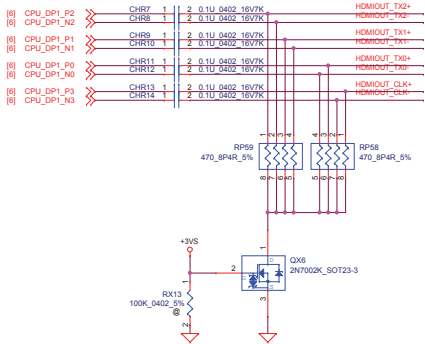 [6] CPU_DP1_P2 CHR7 1 2 0.1U_0402_16V7K HDMIOUT_TX2+
[6] CPU_DP1_N2 CHR8 1 2 0.1U_0402_16V7K HDMIOUT_TX2-
[6] CPU_DP1_P1 CHR9 1 2 0.1U_0402_16V7K HDMIOUT_TX1+
[6] CPU_DP1_N1 CHR10 1 2 0.1U_0402_16V7K HDMIOUT_TX1-
[6] CPU_DP1_P0 CHR11 1 2 0.1U_0402_16V7K HDMIOUT_TX0+
[6] CPU_DP1_N0 CHR12 1 2 0.1U_0402_16V7K HDMIOUT_TX0-
[6] CPU_DP1_P3 CHR13 1 2 0.1U_0402_16V7K HDMIOUT_CLK+
[6] CPU_DP1_N3 CHR14 1 2 0.1U_0402_16V7K HDMIOUT_CLK-
1 2 4 3 4 3 2 1
RP59 RP58
470_8P4R_5% 470_8P4R_5%
8 7 6 5 5 6 7 8
+3VS
1
QX6
2 2N7002K_SOT23-3
1
3
RX13
100K_0402_5%
@
2